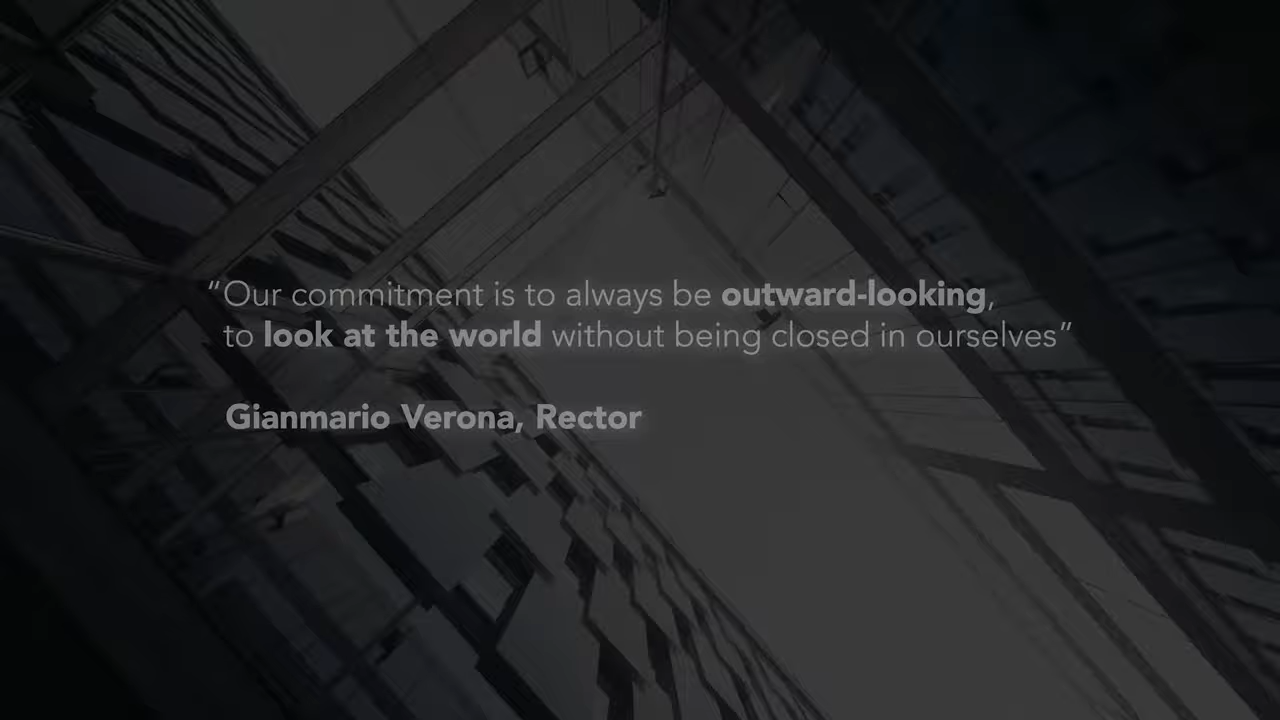 “Our commitment is to always be outward-looking,
to look at the world without being closed in ourselves”
Gianmario Verona, Rector